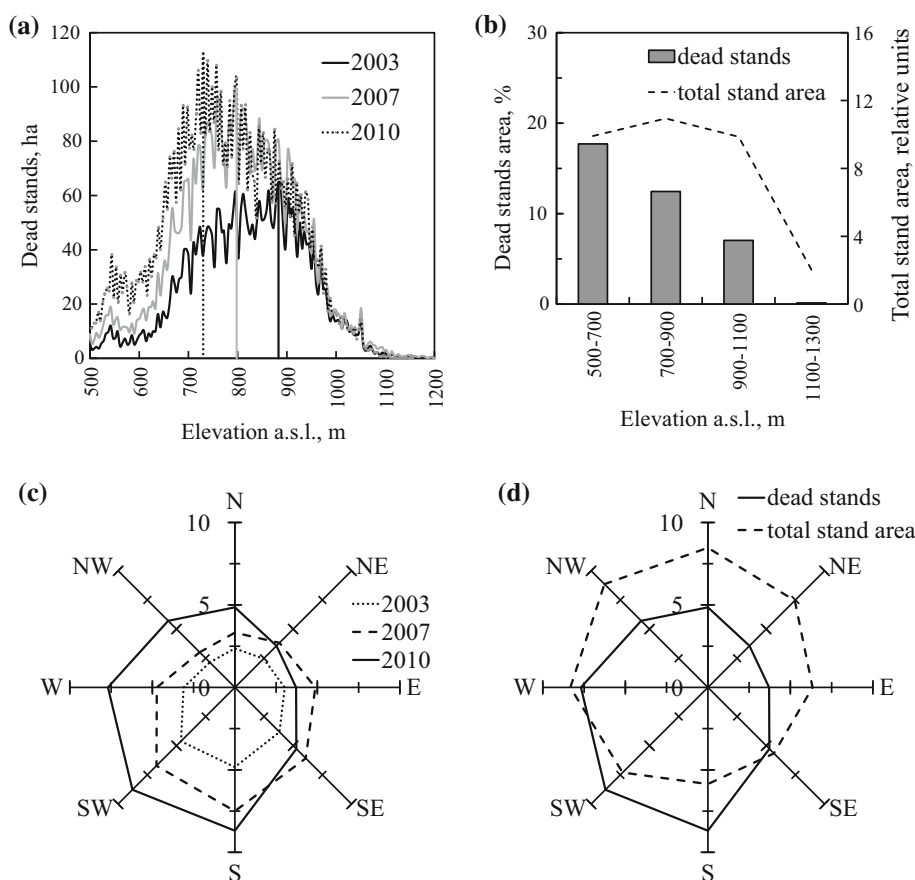 (a)
120
100
80
60
40
20
0
Dead stands, ha
2003
2007
2010
500
600
700
800
900
1000
1100
1200
Elevation a.s.l., m
(b)
30
20
10
0
Dead stands area, %
dead stands
total stand area
16
12
8
4
0
Total stand area, relative units
500-700
700-900
900-1100
1100-1300
Elevation a.s.l., m
(c)
N
10
NW
NE
2003
5
2007
2010
W
0
E
SW
SE
S
(d)
N
dead stands
10
total stand area
NW
NE
5
W
0
E
SW
SE
S